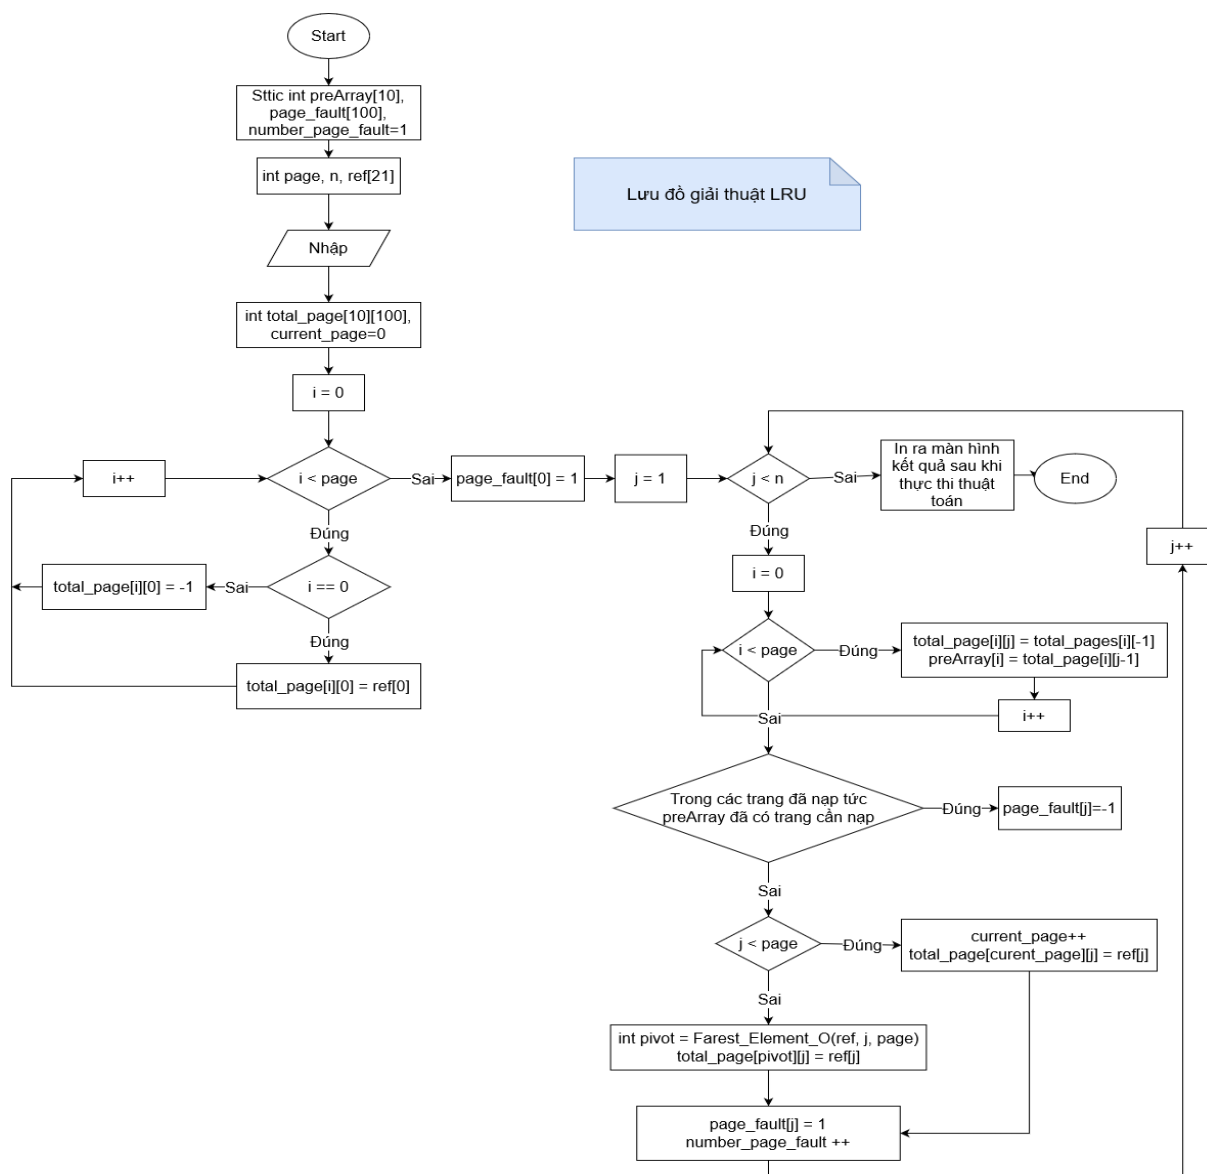 Start
Sttic int preArray[10],
page_fault[100],
number_page_fault=1
int page, n, ref[21]
Lưu đồ giải thuật LRU
Nhập
int total_page[10][100],
current_page=0
i = 0
i++
i < page
Sai
page_fault[0] = 1
j = 1
j < n
Sai
In ra màn hình
kết quả sau khi
thực thi thuật
toán
End
Đúng
Đúng
j++
total_page[i][0] = -1
Sai
i == 0
i = 0
Đúng
i < page
Đúng
total_page[i][j] = total_pages[i][-1]
preArray[i] = total_page[i][j-1]
total_page[i][0] = ref[0]
Sai
i++
Trong các trang đã nạp tức
preArray đã có trang cần nạp
Đúng
page_fault[j]=-1
Sai
j < page
Đúng
current_page++
total_page[curent_page][j] = ref[j]
Sai
int pivot = Farest_Element_O(ref, j, page)
total_page[pivot][j] = ref[j]
page_fault[j] = 1
number_page_fault ++